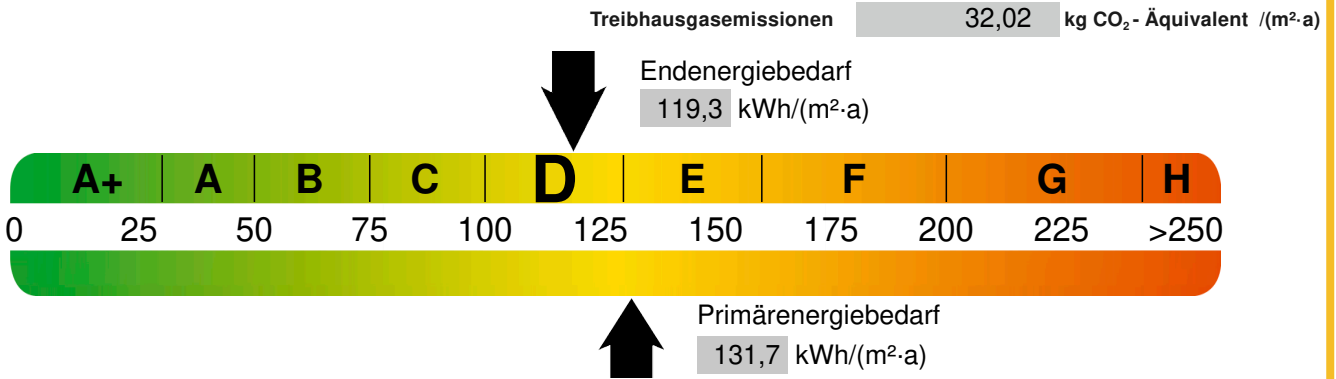 Treibhausgasemissionen 32,02 kg CO₂ - Äquivalent /(m²·a)
Endenergiebedarf
119,3 kWh/(m²·a)
A+ A B C D E F G H
0 25 50 75 100 125 150 175 200 225 >250
Primärenergiebedarf
131,7 kWh/(m²·a)